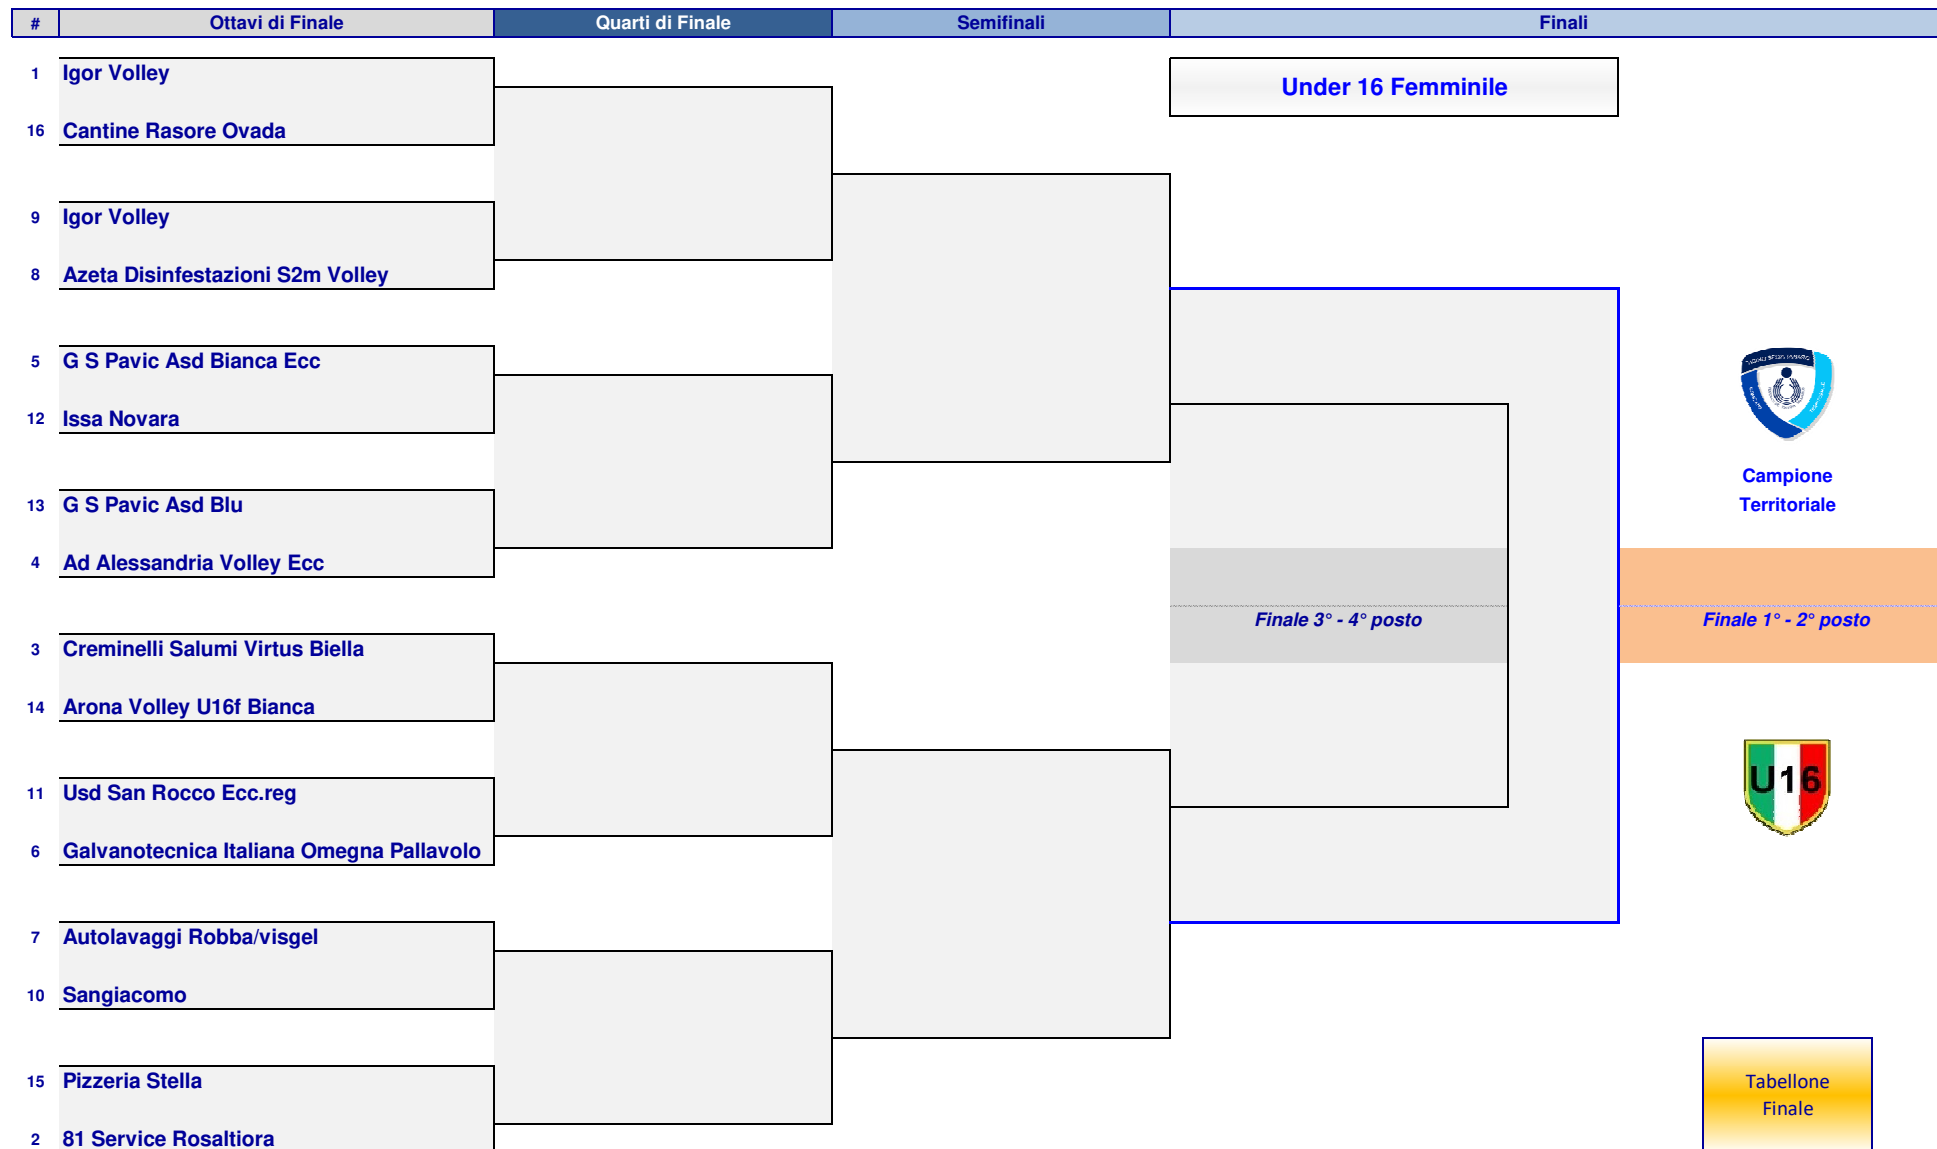 # Ottavi di Finale Quarti di Finale Semifinali Finali
1 Igor Volley
Under 16 Femminile
16 Cantine Rasore Ovada
9 Igor Volley
8 Azeta Disinfestazioni S2m Volley
5 G S Pavic Asd Bianca Ecc
12 Issa Novara
Campione
Territoriale
13 G S Pavic Asd Blu
4 Ad Alessandria Volley Ecc
Finale 3° - 4° posto
Finale 1° - 2° posto
3 Creminelli Salumi Virtus Biella
14 Arona Volley U16f Bianca
U16
11 Usd San Rocco Ecc.reg
6 Galvanotecnica Italiana Omegna Pallavolo
7 Autolavaggi Robba/visgel
10 Sangiacomo
15 Pizzeria Stella
Tabellone
Finale
2 81 Service Rosaltiora